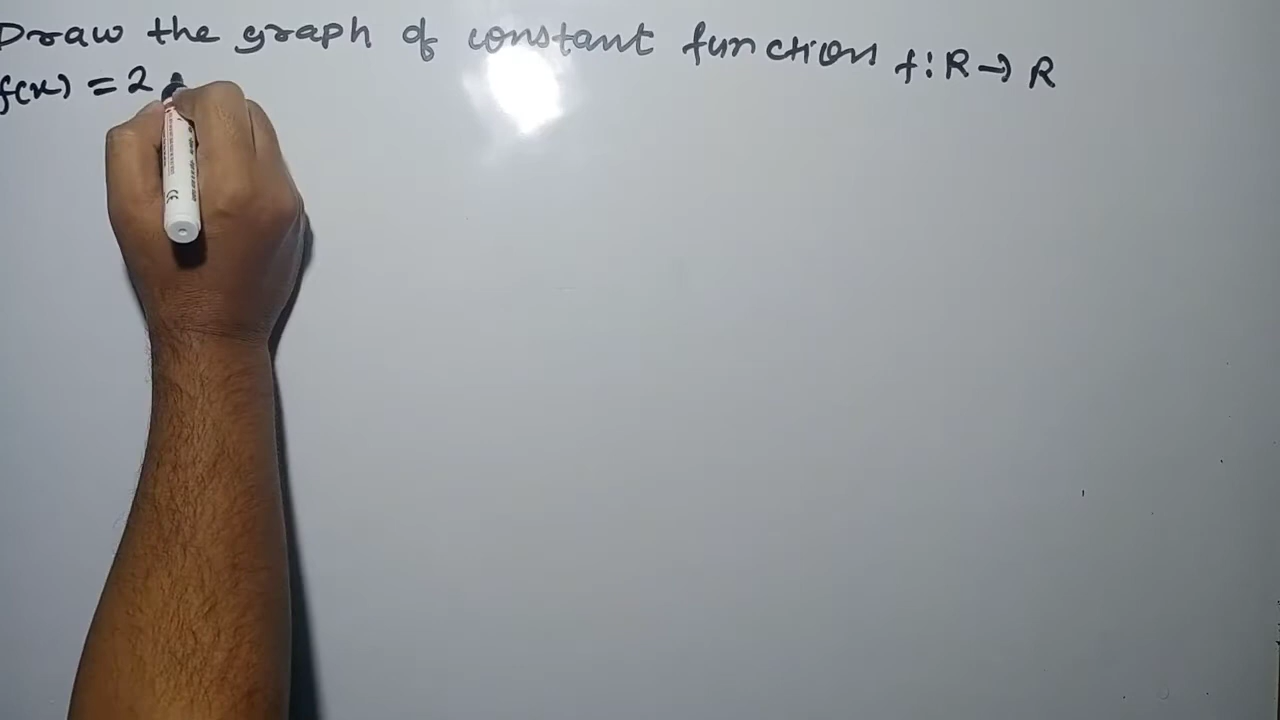 Draw the graph of constant function f:R→R
f(x) = 2